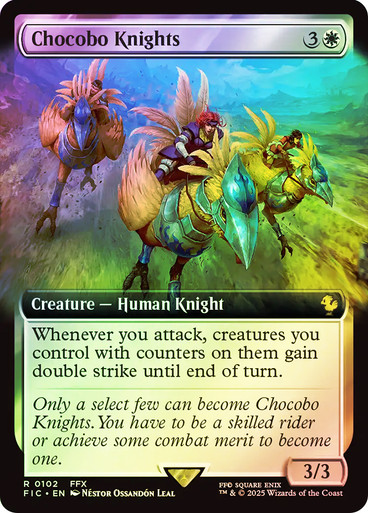 Chocobo Knights 3
Creature — Human Knight
Whenever you attack, creatures you
control with counters on them gain
double strike until end of turn.
Only a select few can become Chocobo
Knights. You have to be a skilled rider
or achieve some combat merit to become
one.
3/3
R 0102 FFX
FIC • EN Néstor Ossandón Leal
FF© SQUARE ENIX
™ & © 2025 Wizards of the Coast